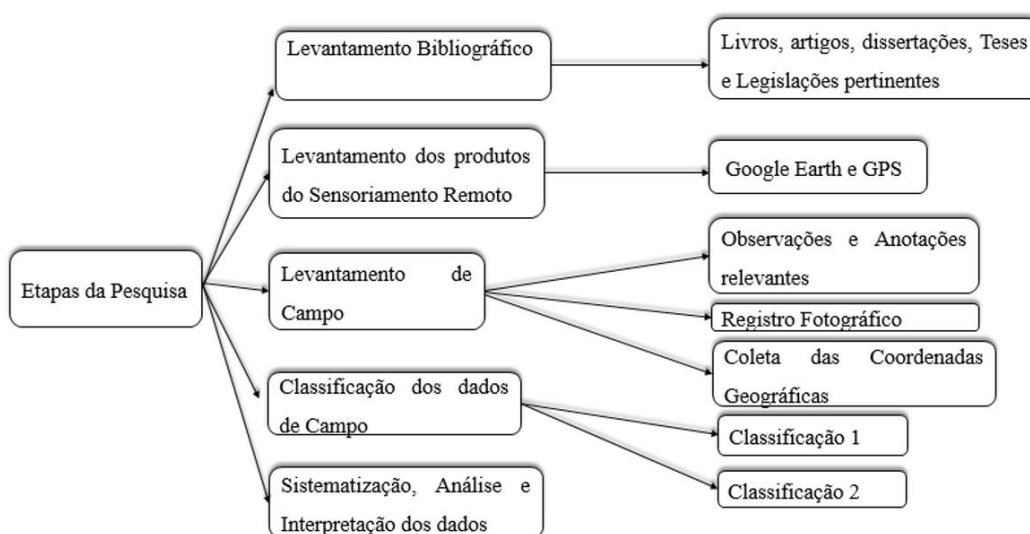 Levantamento Bibliográfico
Livros, artigos, dissertações, Teses
e Legislações pertinentes
Levantamento dos produtos
do Sensoriamento Remoto
Google Earth e GPS
Etapas da Pesquisa
Levantamento de
Campo
Observações e Anotações
relevantes
Registro Fotográfico
Coleta das Coordenadas
Geográficas
Classificação dos dados
de Campo
Classificação 1
Classificação 2
Sistematização, Análise e
Interpretação dos dados